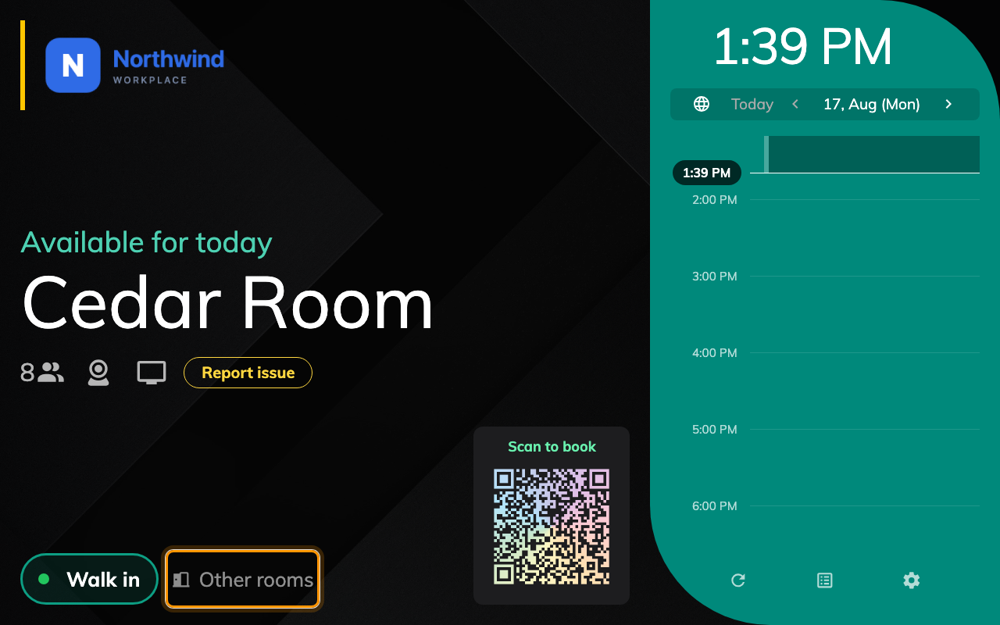 N
Northwind
WORKPLACE
Available for today
Cedar Room
8
Report issue
Scan to book
Walk in
Other rooms
1:39 PM
Today
17, Aug (Mon)
1:39 PM
2:00 PM
3:00 PM
4:00 PM
5:00 PM
6:00 PM